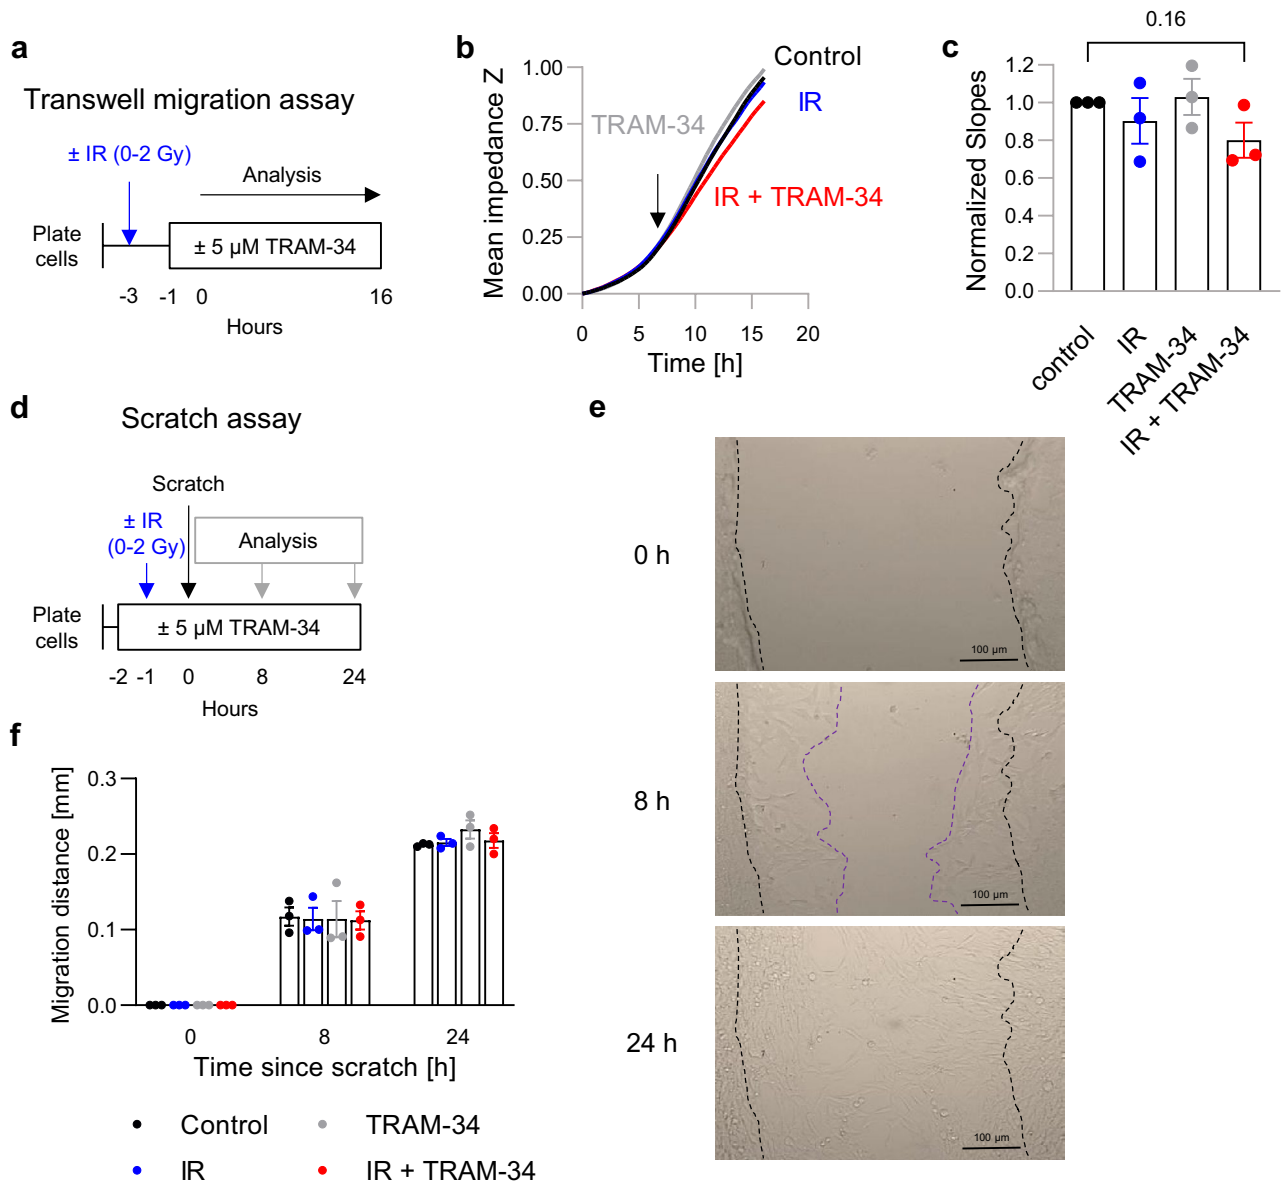 a
Transwell migration assay
± IR (0-2 Gy)
Analysis
Plate
cells
± 5 µM TRAM-34
-3 -1 0 16
Hours
b
Mean impedance Z
1.00
0.75
0.50
0.25
0.00
Control
IR
TRAM-34
IR + TRAM-34
0 5 10 15 20
Time [h]
c
0.16
Normalized Slopes
1.2
1.0
0.8
0.6
0.4
0.2
0.0
control
IR
TRAM-34
IR + TRAM-34
d
Scratch assay
Scratch
± IR
(0-2 Gy)
Analysis
Plate
cells
± 5 µM TRAM-34
-2 -1 0 8 24
Hours
e
0 h
100 µm
8 h
100 µm
24 h
100 µm
f
Migration distance [mm]
0.3
0.2
0.1
0.0
0 8 24
Time since scratch [h]
Control
TRAM-34
IR
IR + TRAM-34